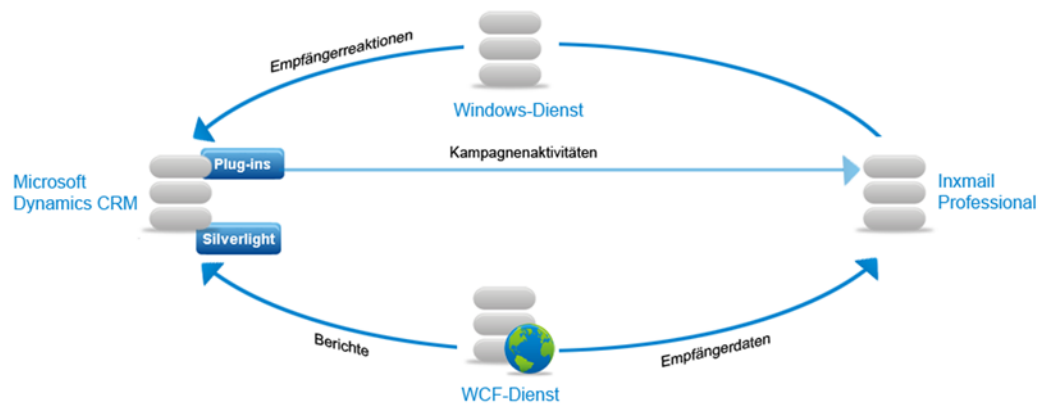 Empfängerreaktionen
Windows-Dienst
Plug-ins
Kampagnenaktivitäten
Microsoft
Dynamics CRM
Inxmail
Professional
Silverlight
Berichte
Empfängerdaten
WCF-Dienst